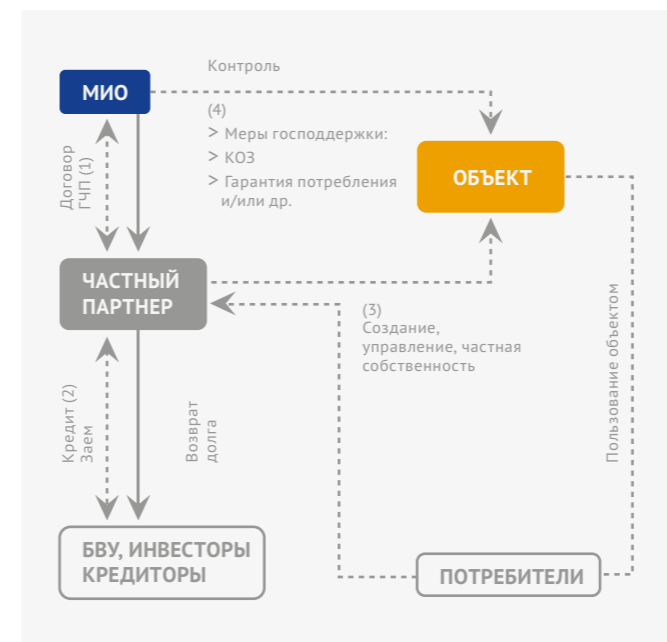 Контроль
МИО
(4)
> Меры господдержки:
> КОЗ
> Гарантия потребления
и/или др.
ОБЪЕКТ
Договор
ГЧП (1)
ЧАСТНЫЙ
ПАРТНЕР
(3)
Создание,
управление, частная
собственность
Пользование объектом
Кредит (2)
Заем
Возврат
долга
БВУ, ИНВЕСТОРЫ
КРЕДИТОРЫ
ПОТРЕБИТЕЛИ